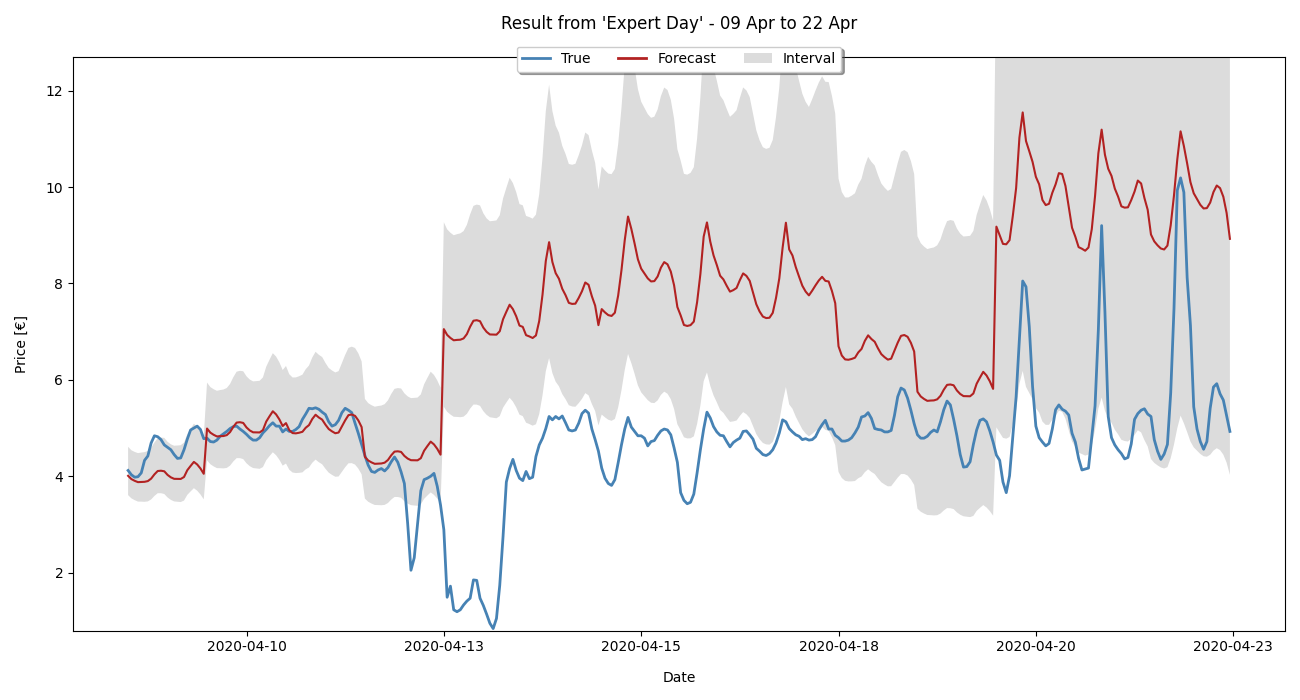 Result from 'Expert Day' - 09 Apr to 22 Apr
True Forecast Interval
12
10
8
6
4
2
Price [€]
2020-04-10 2020-04-13 2020-04-15 2020-04-18 2020-04-20 2020-04-23
Date